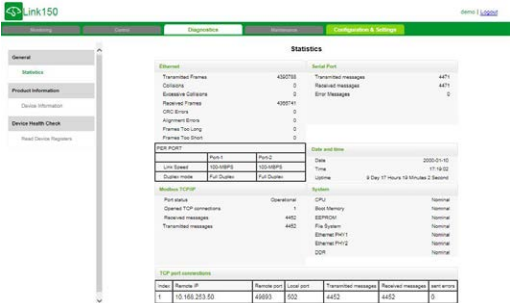 Link150
demo | Logout
Monitoring
Control
Diagnostics
Maintenance
Configuration & Settings
General
Statistics
Product Information
Device Information
Device Health Check
Read Device Registers
Statistics
Ethernet
Transmitted Frames 4395788
Collisions 0
Excessive Collisions 0
Received Frames 4366741
CRC Errors 0
Alignment Errors 0
Frames Too Long 0
Frames Too Short 0
PER PORT
Port-1 Port-2
Link Speed 100-MBPS 100-MBPS
Duplex mode Full Duplex Full Duplex
Serial Port
Transmitted messages 4471
Received messages 4471
Error Messages 0
Date and time
Date 2000-01-10
Time 17:19:02
Uptime 9 Day 17 Hours 19 Minutes 2 Second
Modbus TCP/IP
Port status Operational
Opened TCP connections 1
Received messages 4452
Transmitted messages 4452
System
CPU Nominal
Boot Memory Nominal
EEPROM Nominal
File System Nominal
Ethernet PHY1 Nominal
Ethernet PHY2 Nominal
DDR Nominal
TCP port connections
Index Remote IP Remote port Local port Transmitted messages Received messages sent errors
1 10.168.253.50 49893 502 4452 4452 0